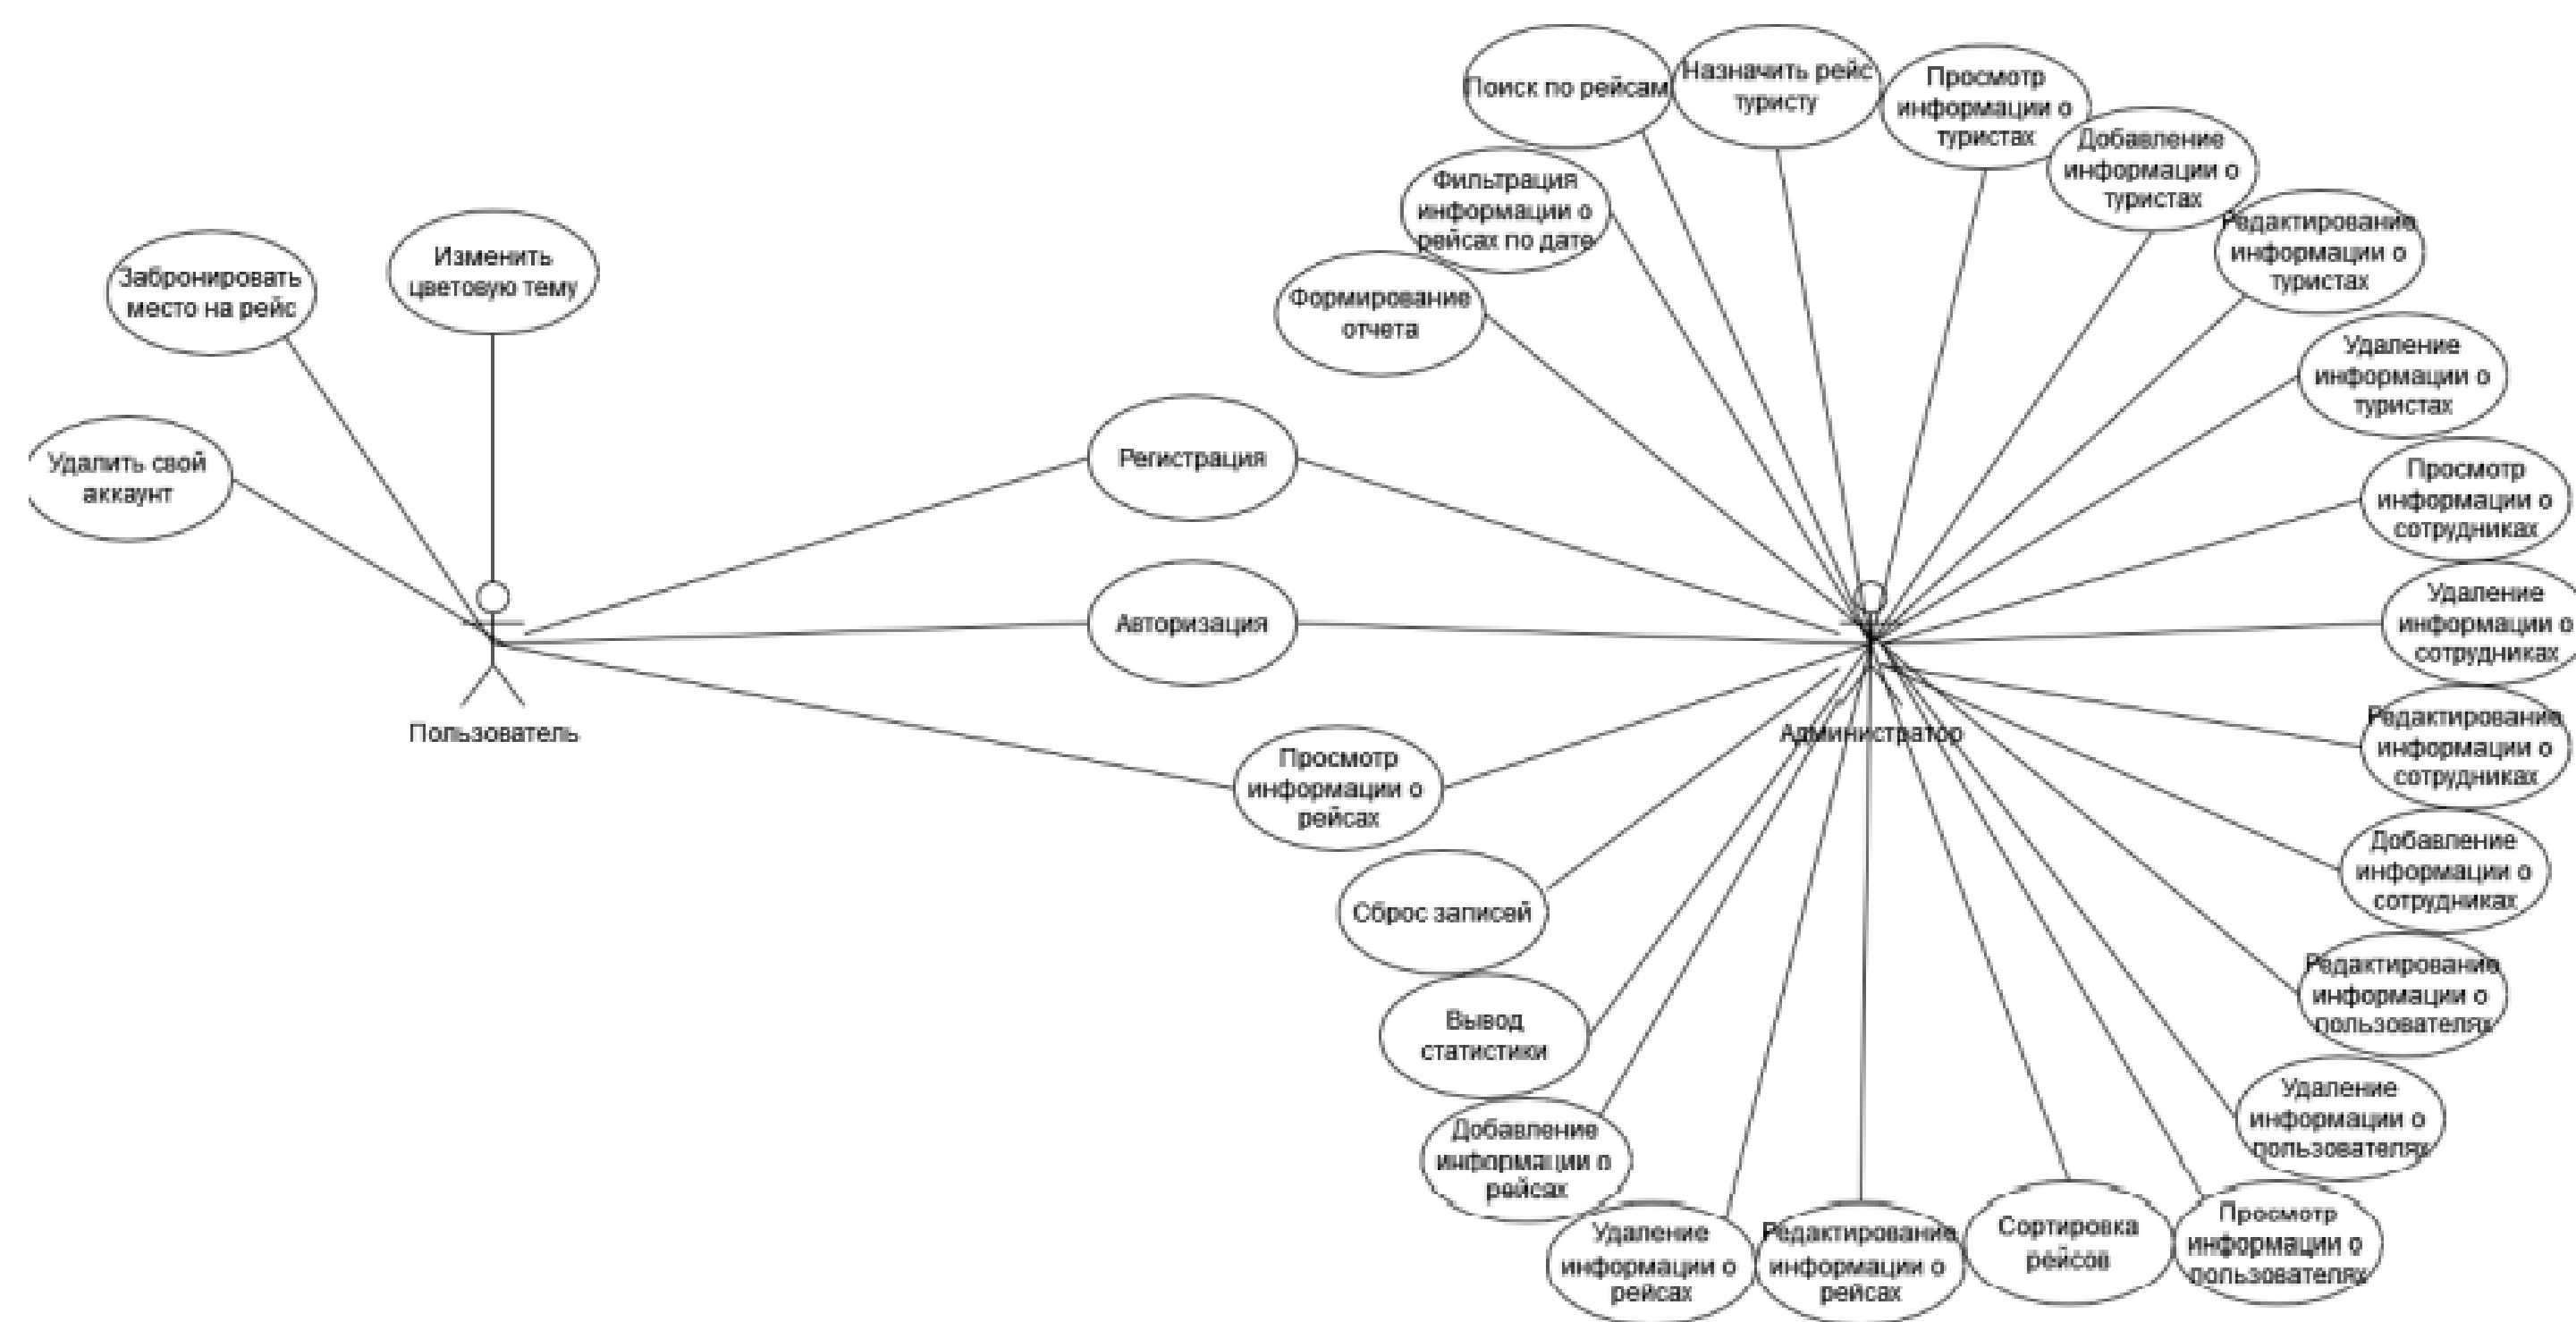 Поиск по рейсам
Назначить рейс
туристу
Просмотр
информации о
туристах
Добавление
информации о
туристах
Фильтрация
информации о
рейсах по дате
Редактирование
информации о
туристах
Изменить
цветовую тему
Забронировать
место на рейс
Формирование
отчета
Удаление
информации о
туристах
Удалить свой
аккаунт
Регистрация
Просмотр
информации о
сотрудниках
Авторизация
Удаление
информации о
сотрудниках
Пользователь
Администратор
Редактирование
информации о
сотрудниках
Просмотр
информации о
рейсах
Добавление
информации о
сотрудниках
Сброс записей
Редактирование
информации о
пользователях
Вывод
статистики
Удаление
информации о
пользователях
Добавление
информации о
рейсах
Удаление
информации о
рейсах
Редактирование
информации о
рейсах
Сортировка
рейсов
Просмотр
информации о
пользователях